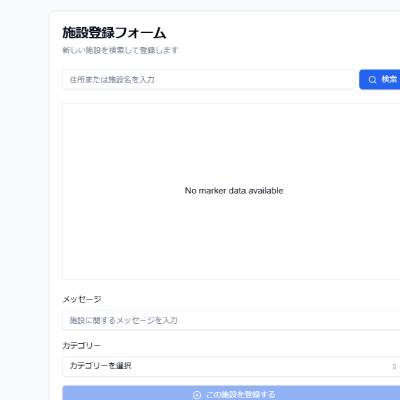 施設登録フォーム
新しい施設を検索して登録します
住所または施設名を入力
検索
No marker data available
メッセージ
施設に関するメッセージを入力
カテゴリー
カテゴリーを選択
この施設を登録する